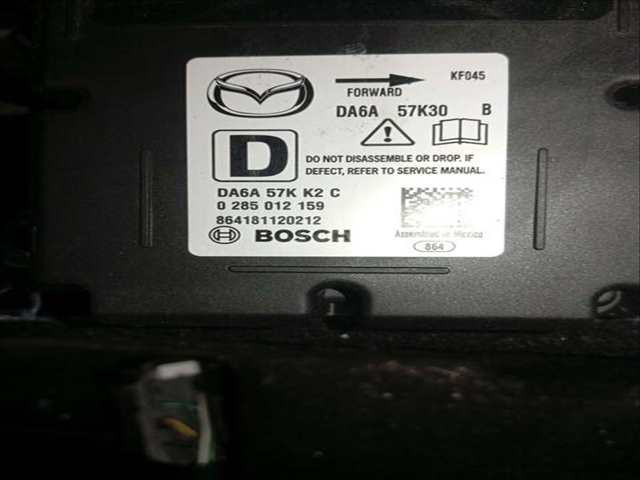 KF045
FORWARD
DA6A 57K30 B
D
DO NOT DISASSEMBLE OR DROP. IF
DEFECT, REFER TO SERVICE MANUAL.
DA6A 57K K2 C
0 285 012 159
864181120212
BOSCH
Assembled in Mexico
864